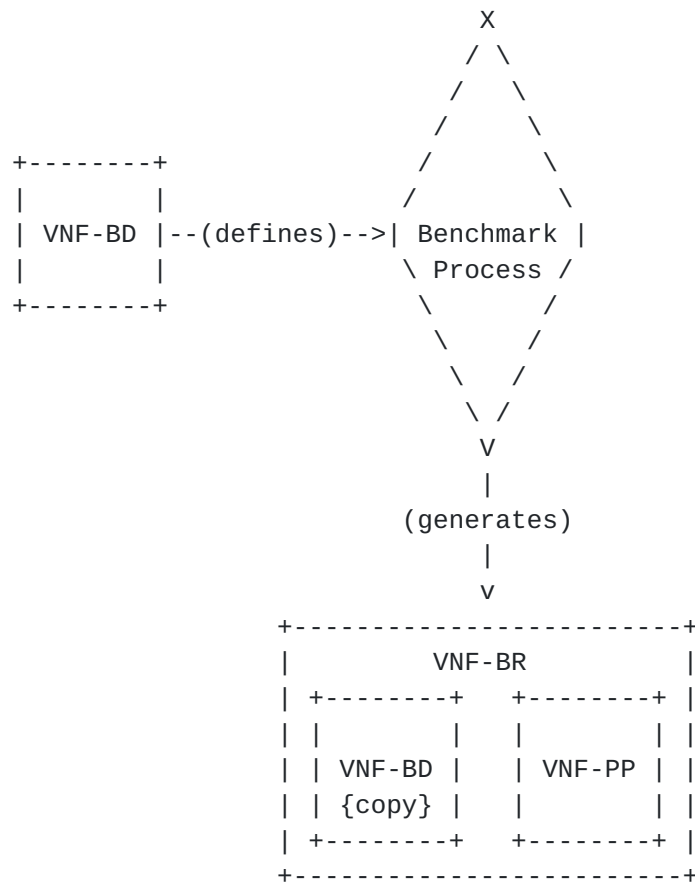 X
                             / \
                            /   \
                           /     \
+--------+                /       \
|        |               /         \
| VNF-BD |--(defines)-->| Benchmark |
|        |               \ Process /
+--------+                \       /
                           \     /
                            \   /
                             \ /
                              V
                              |
                         (generates)
                              |
                              v
                 +-------------------------+
                 |         VNF-BR          |
                 | +--------+   +--------+ |
                 | |        |   |        | |
                 | | VNF-BD |   | VNF-PP | |
                 | | {copy} |   |        | |
                 | +--------+   +--------+ |
                 +-------------------------+